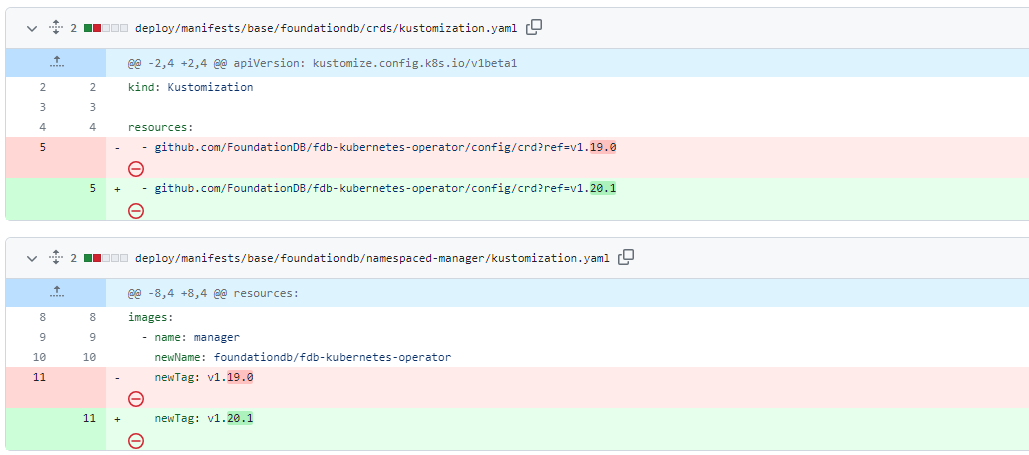 2 deploy/manifests/base/foundationdb/crds/kustomization.yaml
@@ -2,4 +2,4 @@ apiVersion: kustomize.config.k8s.io/v1beta1
2 2 kind: Kustomization
3 3
4 4 resources:
5 - - github.com/FoundationDB/fdb-kubernetes-operator/config/crd?ref=v1.19.0
5 + - github.com/FoundationDB/fdb-kubernetes-operator/config/crd?ref=v1.20.1
2 deploy/manifests/base/foundationdb/namespaced-manager/kustomization.yaml
@@ -8,4 +8,4 @@ resources:
8 8 images:
9 9 - name: manager
10 10 newName: foundationdb/fdb-kubernetes-operator
11 - newTag: v1.19.0
11 + newTag: v1.20.1